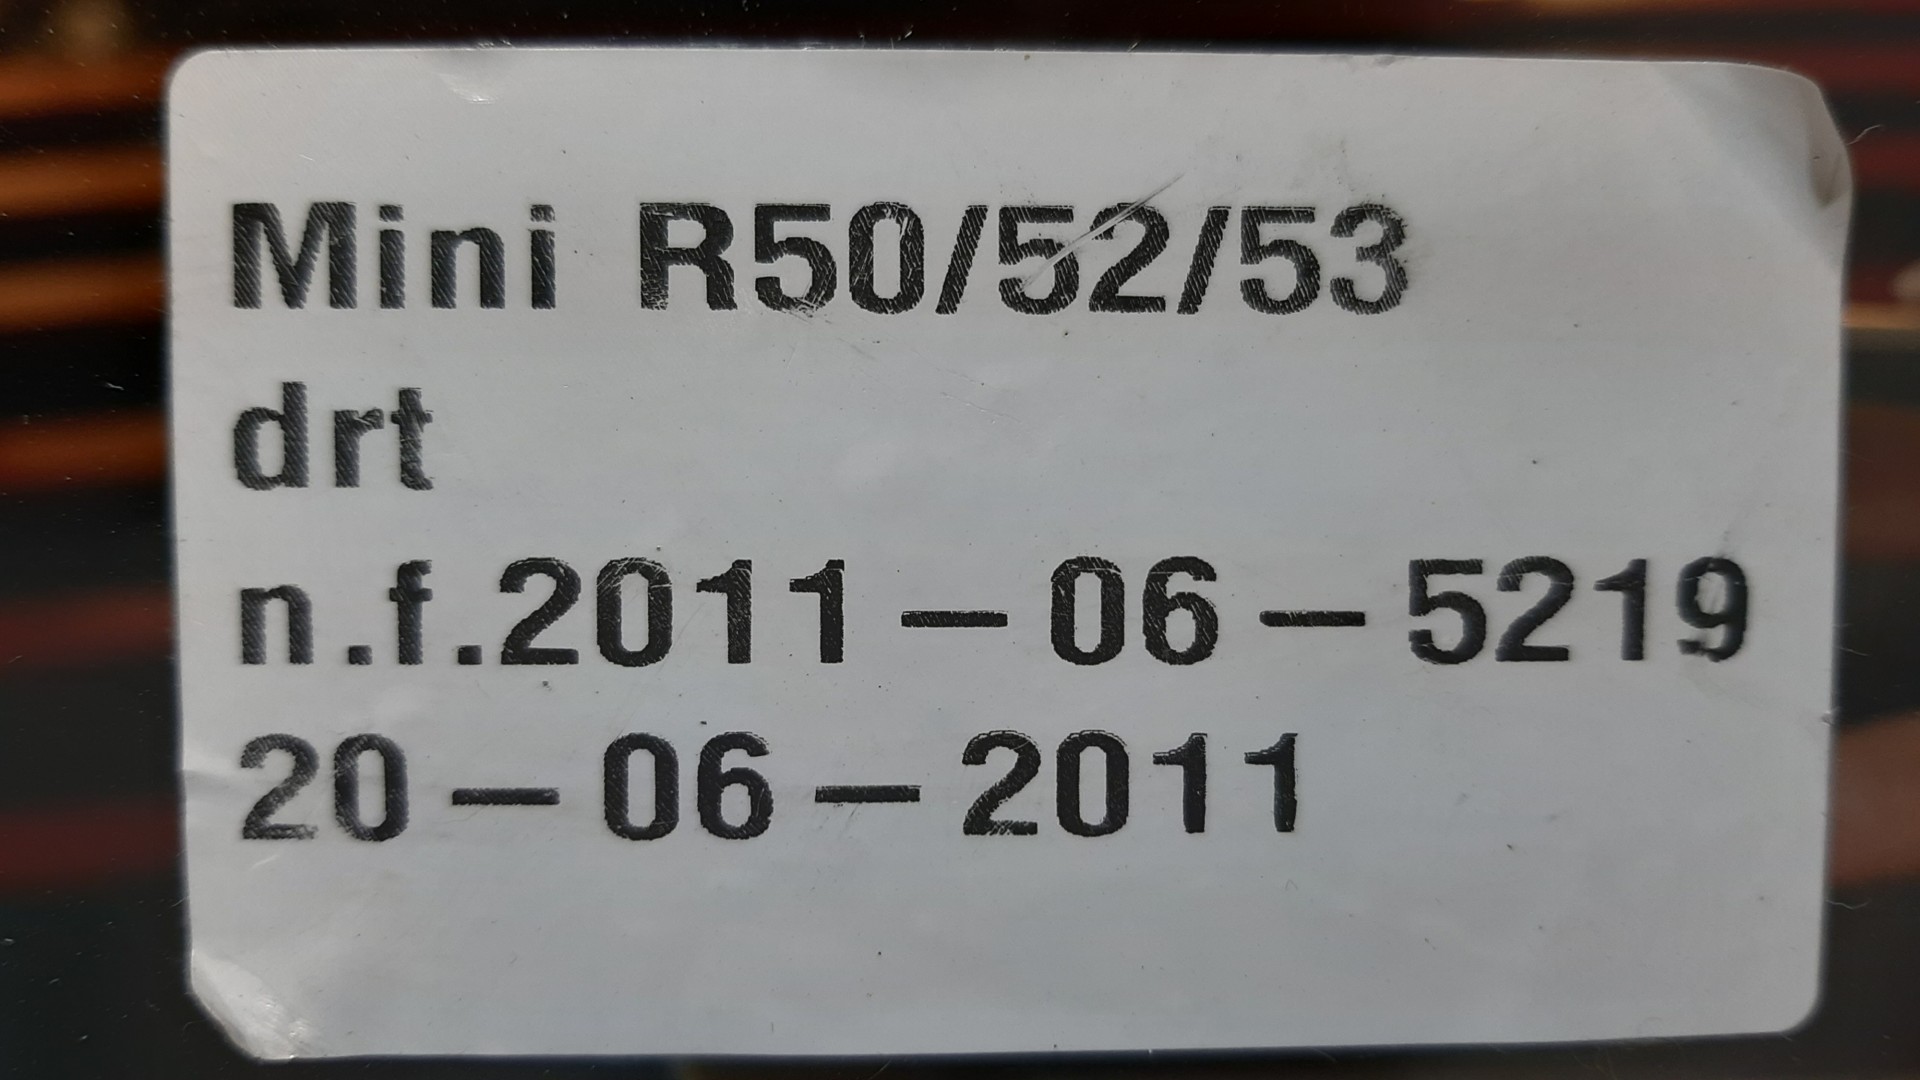 Mini R50/52/53
drt
n.f.2011-06-5219
20-06-2011